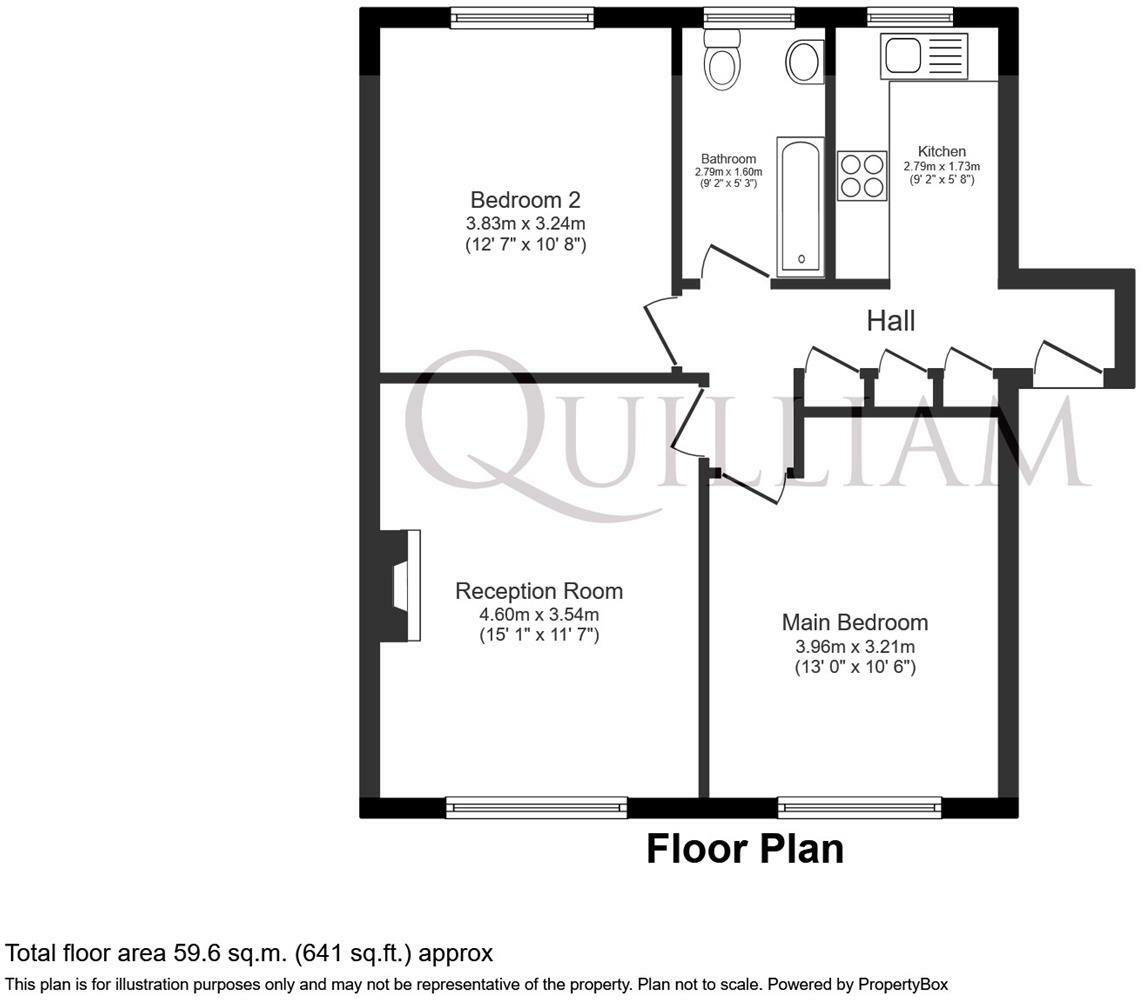 Bedroom 2
3.83m x 3.24m
(12' 7" x 10' 8")
Bathroom
2.79m x 1.60m
(9' 2" x 5' 3")
Kitchen
2.79m x 1.73m
(9' 2" x 5' 8")
Hall
QUILLIAM
Reception Room
4.60m x 3.54m
(15' 1" x 11' 7")
Main Bedroom
3.96m x 3.21m
(13' 0" x 10' 6")
Floor Plan
Total floor area 59.6 sq.m. (641 sq.ft.) approx
This plan is for illustration purposes only and may not be representative of the property. Plan not to scale. Powered by PropertyBox